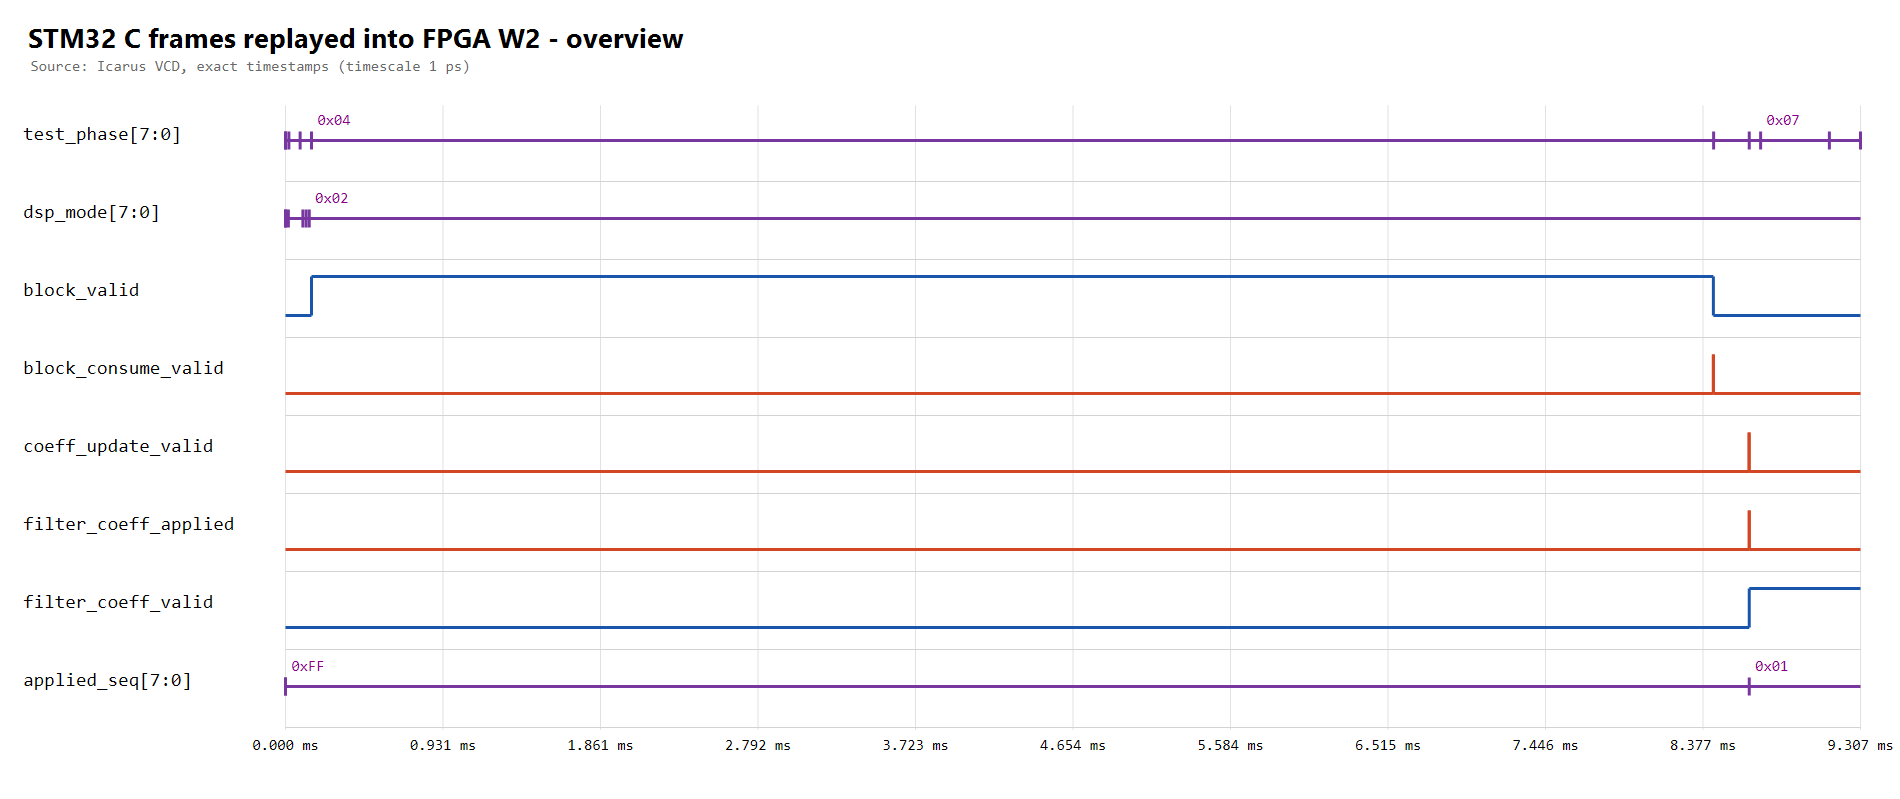 STM32 C frames replayed into FPGA W2 - overview
Source: Icarus VCD, exact timestamps (timescale 1 ps)
test_phase[7:0]
0x04
0x07
dsp_mode[7:0]
0x02
block_valid
block_consume_valid
coeff_update_valid
filter_coeff_applied
filter_coeff_valid
applied_seq[7:0]
0xFF
0x01
0.000 ms
0.931 ms
1.861 ms
2.792 ms
3.723 ms
4.654 ms
5.584 ms
6.515 ms
7.446 ms
8.377 ms
9.307 ms